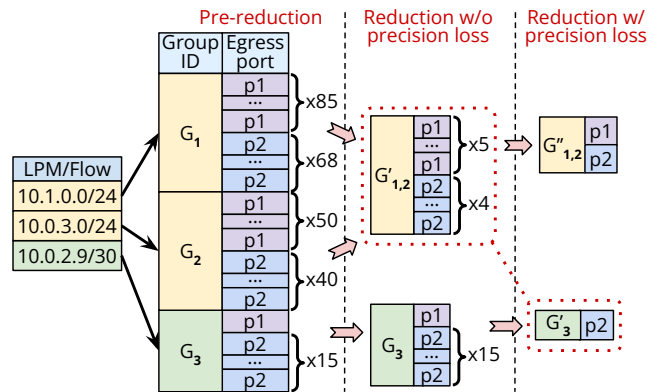 Pre-reduction
Reduction w/o
precision loss
Reduction w/
precision loss
Group
ID
Egress
port
G1
p1
...
p1
x85
p2
...
p2
x68
G2
p1
...
p1
x50
p2
...
p2
x40
G3
p1
p2
...
p2
x15
LPM/Flow
10.1.0.0/24
10.0.3.0/24
10.0.2.9/30
G'1,2
p1
...
p1
x5
p2
...
p2
x4
G3
p1
p2
...
p2
x15
G''1,2
p1
p2
G'3
p2